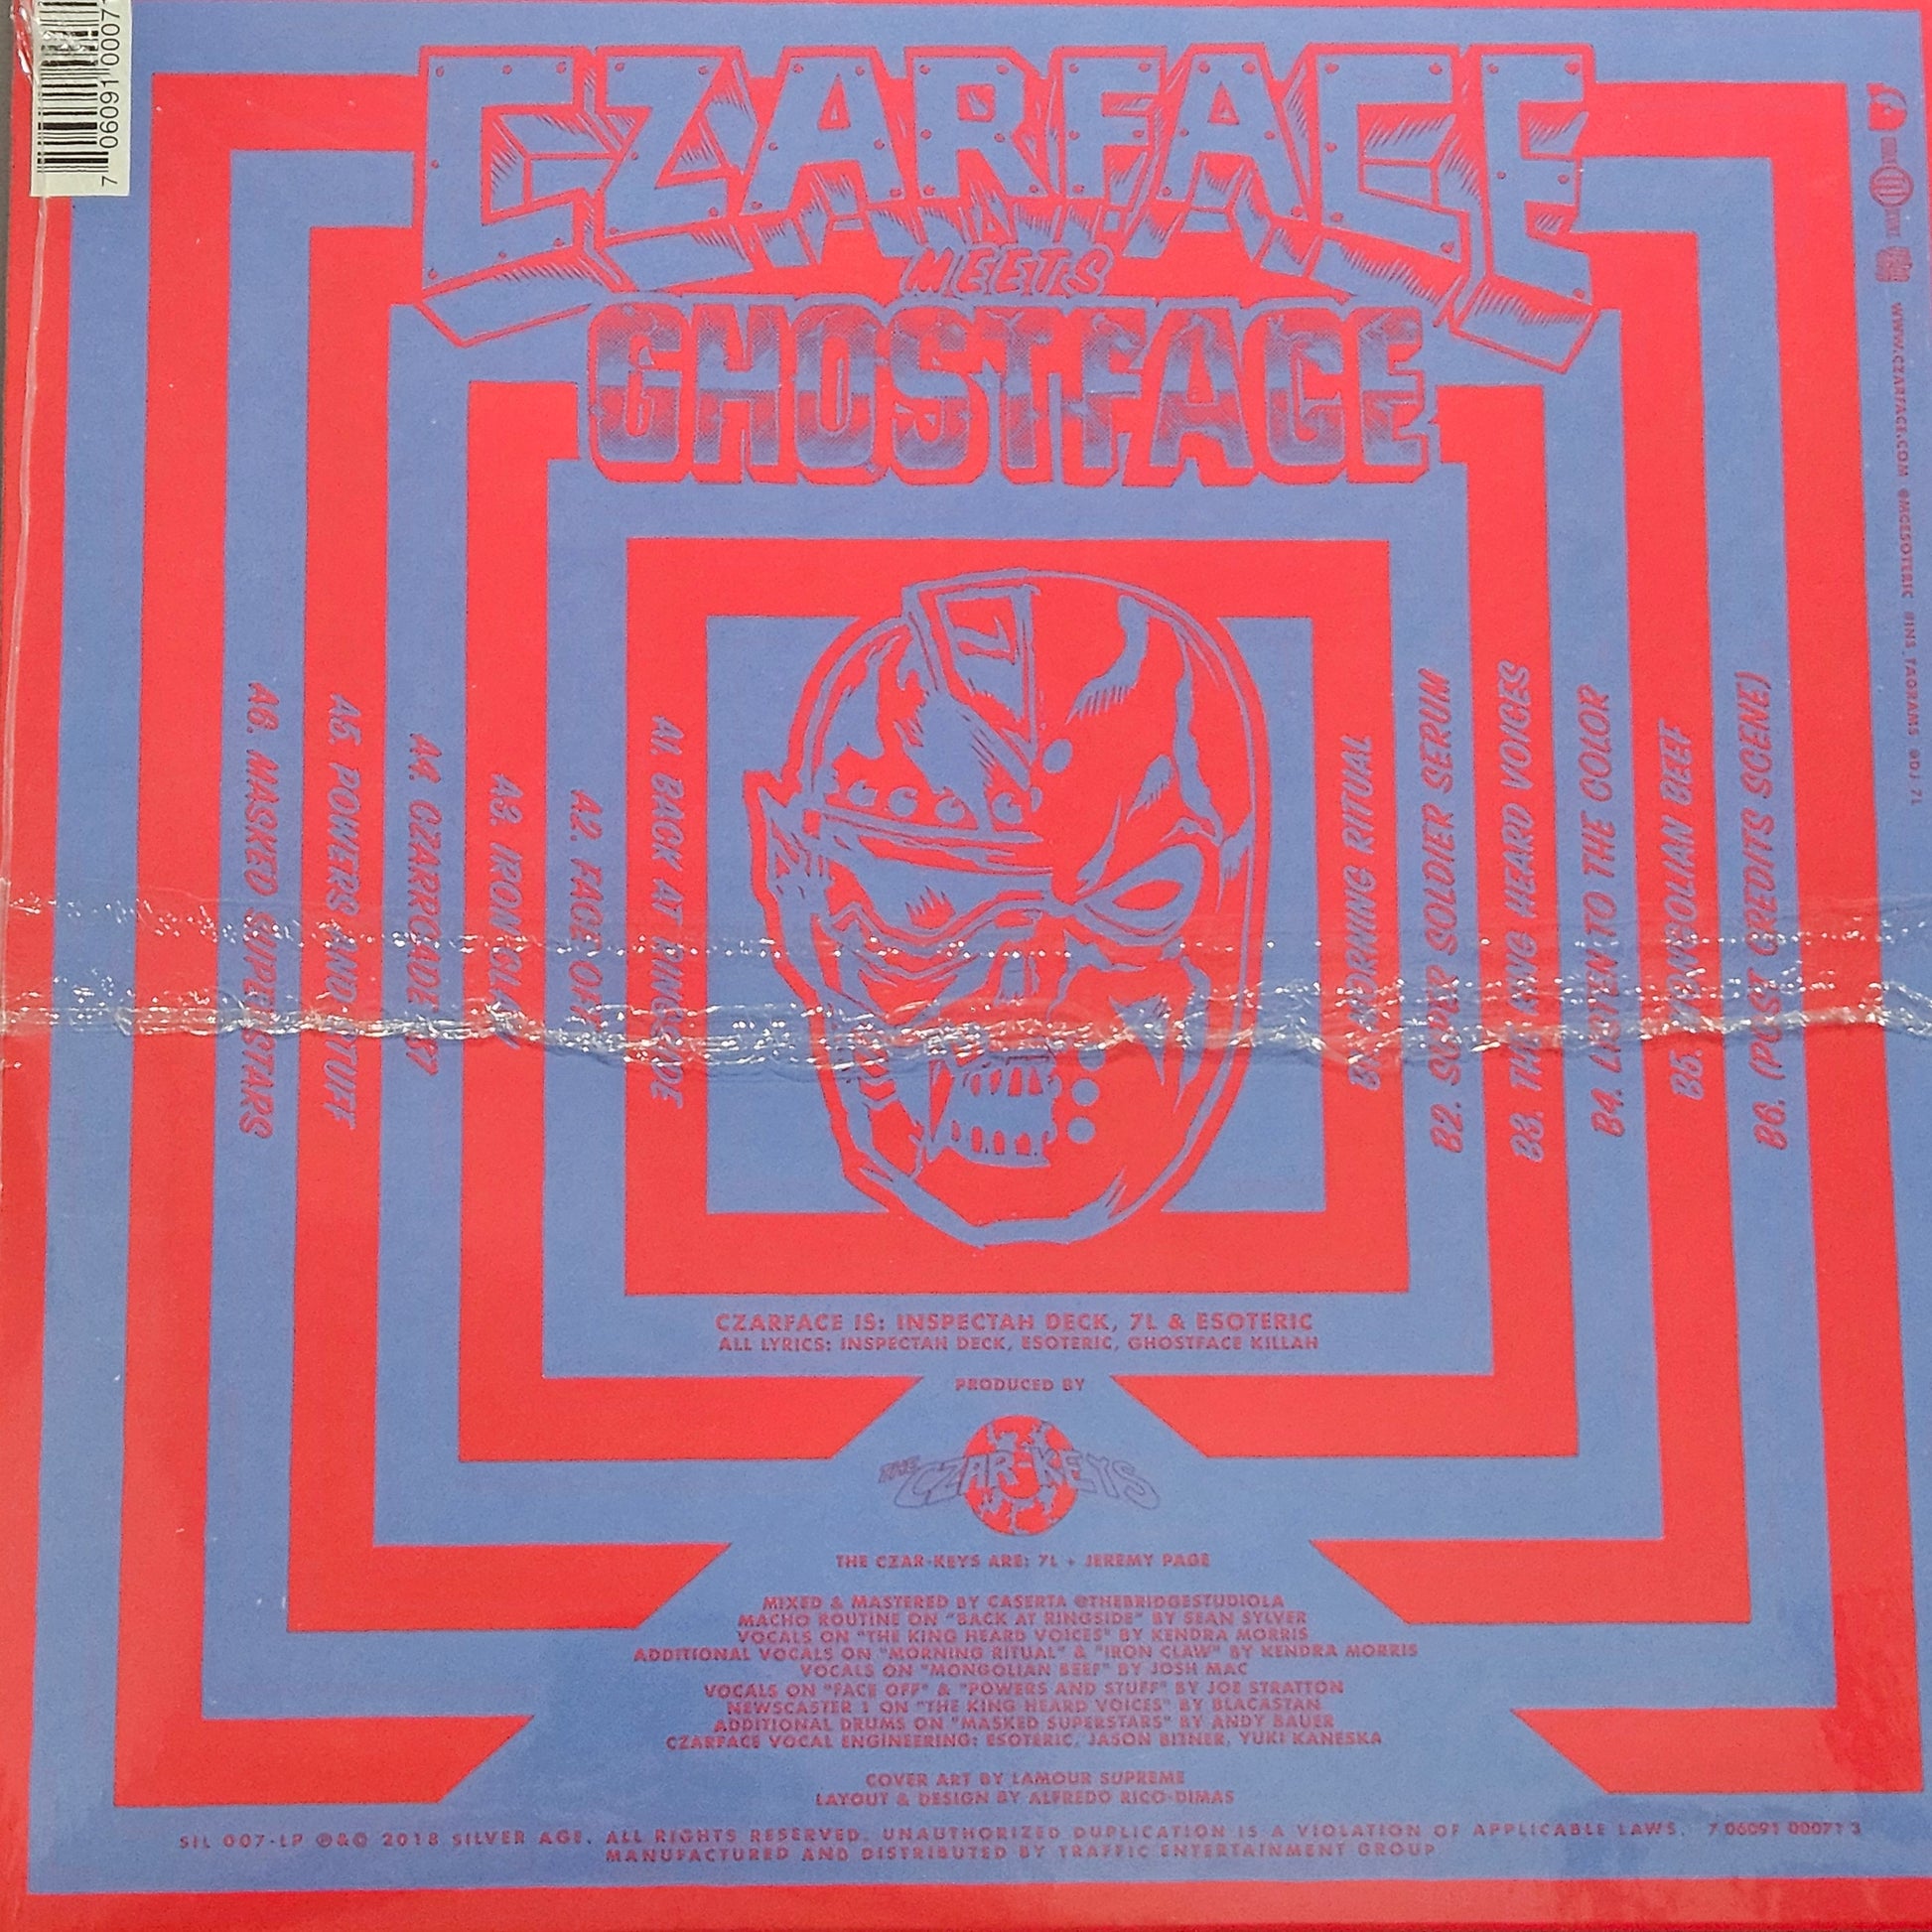 CZARFACE
MEETS
GHOSTFACE
A1. BACK AT RINGSIDE
A2. FACE OFF
A3. IRON CLAW
A4. CZARRCADE '87
A5. POWERS AND STUFF
A6. MASKED SUPERSTARS
B1. MORNING RITUAL
B2. SUPER SOLDIER SERUM
B3. THE KING HEARD VOICES
B4. LISTEN TO THE COLOR
B5. MONGOLIAN BEEF
B6. (POST CREDITS SCENE)
CZARFACE IS: INSPECTAH DECK, 7L & ESOTERIC
ALL LYRICS: INSPECTAH DECK, ESOTERIC, GHOSTFACE KILLAH
PRODUCED BY
THE CZAR-KEYS
THE CZAR-KEYS ARE: 7L + JEREMY PAGE
MIXED & MASTERED BY CASERTA @THEBRIDGESTUDIOLA
MACHO ROUTINE ON "BACK AT RINGSIDE" BY SEAN SYLVER
VOCALS ON "THE KING HEARD VOICES" BY KENDRA MORRIS
ADDITIONAL VOCALS ON "MORNING RITUAL" & "IRON CLAW" BY KENDRA MORRIS
VOCALS ON "MONGOLIAN BEEF" BY JOSH MAC
VOCALS ON "FACE OFF" & "POWERS AND STUFF" BY JOE STRATTON
NEWSCASTER 1 ON "THE KING HEARD VOICES" BY BLACASTAN
ADDITIONAL DRUMS ON "MASKED SUPERSTARS" BY ANDY BAUER
CZARFACE VOCAL ENGINEERING: ESOTERIC, JASON BITNER, YUKI KANESKA
COVER ART BY LAMOUR SUPREME
LAYOUT & DESIGN BY ALFREDO RICO-DIMAS
SIL 007-LP ℗&© 2018 SILVER AGE. ALL RIGHTS RESERVED. UNAUTHORIZED DUPLICATION IS A VIOLATION OF APPLICABLE LAWS. 7 06091 00071 3
MANUFACTURED AND DISTRIBUTED BY TRAFFIC ENTERTAINMENT GROUP
WWW.CZARFACE.COM @MCESOTERIC @INS_TAGRAMS @DJ_7L
7 06091 0007